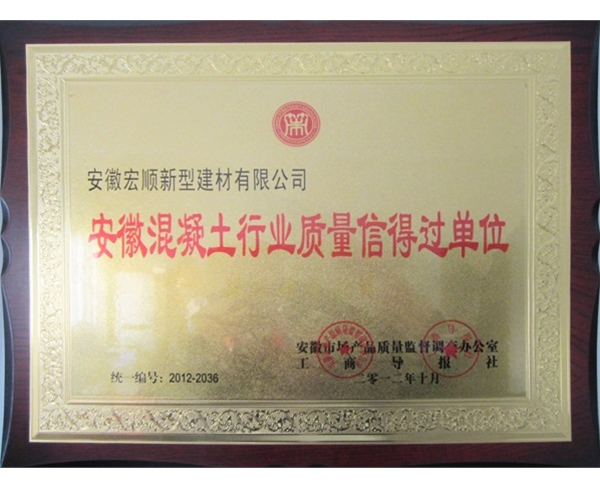 安徽宏顺新型建材有限公司
安徽混凝土行业质量信得过单位
安徽市场产品质量监督调查办公室
工商导报社
统一编号：2012-2036
二零一二年十月